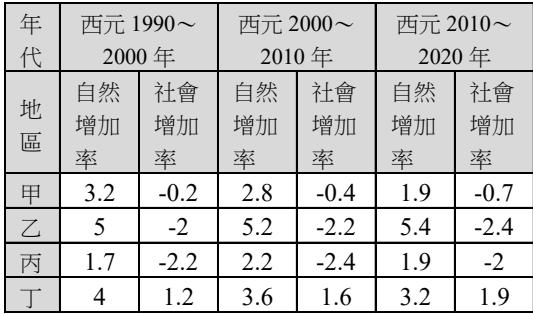 年代 西元 1990～2000 年 西元 2000～2010 年 西元 2010～2020 年
地區 自然增加率 社會增加率 自然增加率 社會增加率 自然增加率 社會增加率
甲 3.2 -0.2 2.8 -0.4 1.9 -0.7
乙 5 -2 5.2 -2.2 5.4 -2.4
丙 1.7 -2.2 2.2 -2.4 1.9 -2
丁 4 1.2 3.6 1.6 3.2 1.9